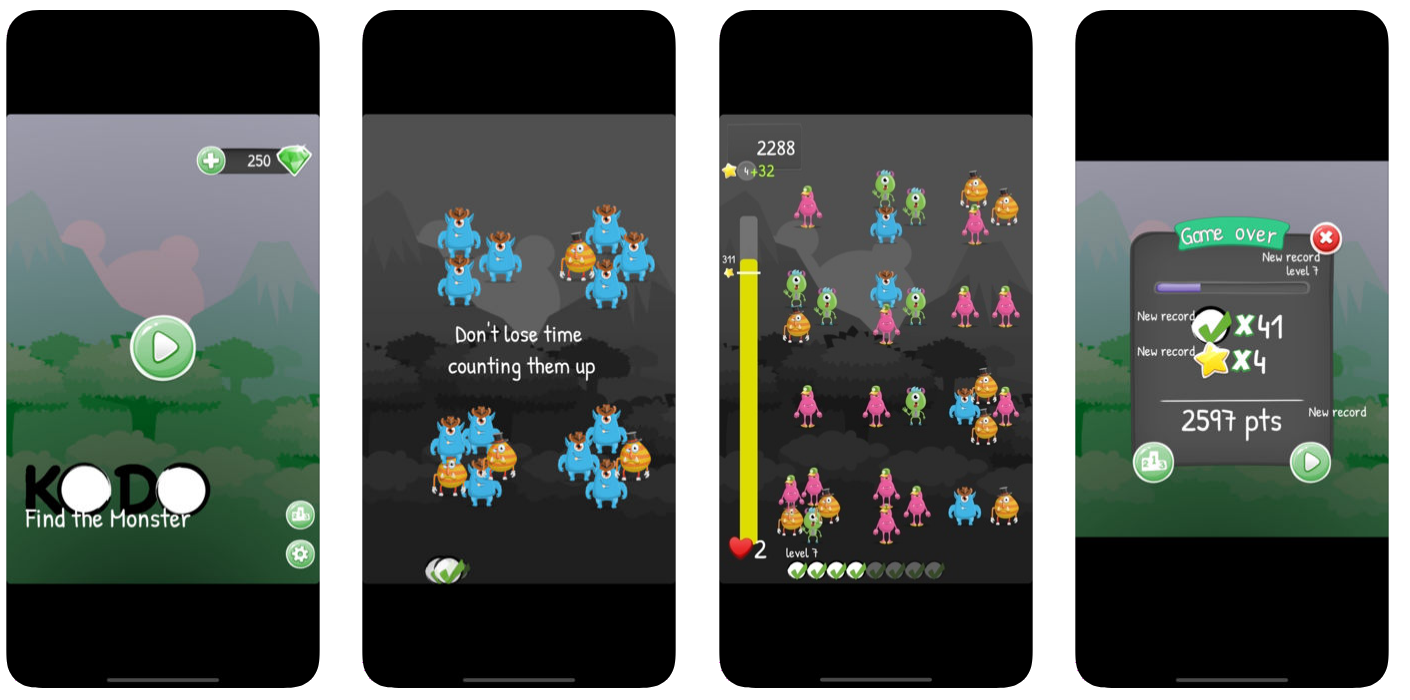 250
KODO
Find the Monster
Don't lose time
counting them up
2288
4+32
311
2
level 7
Game over
New record
level 7
New record
X41
New record
X4
2597 pts
New record